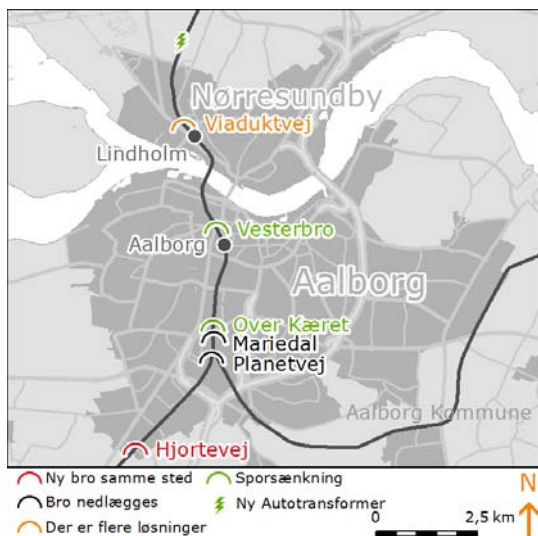 Nørresundby
Viaduktvej
Lindholm
Vesterbro
Aalborg
Aalborg
Over Kæret
Mariedal
Planetvej
Aalborg Kommune
Hjortevej
Ny bro samme sted
Sporsænkning
Bro nedlægges
Ny Autotransformer
Der er flere løsninger
0 2,5 km
N